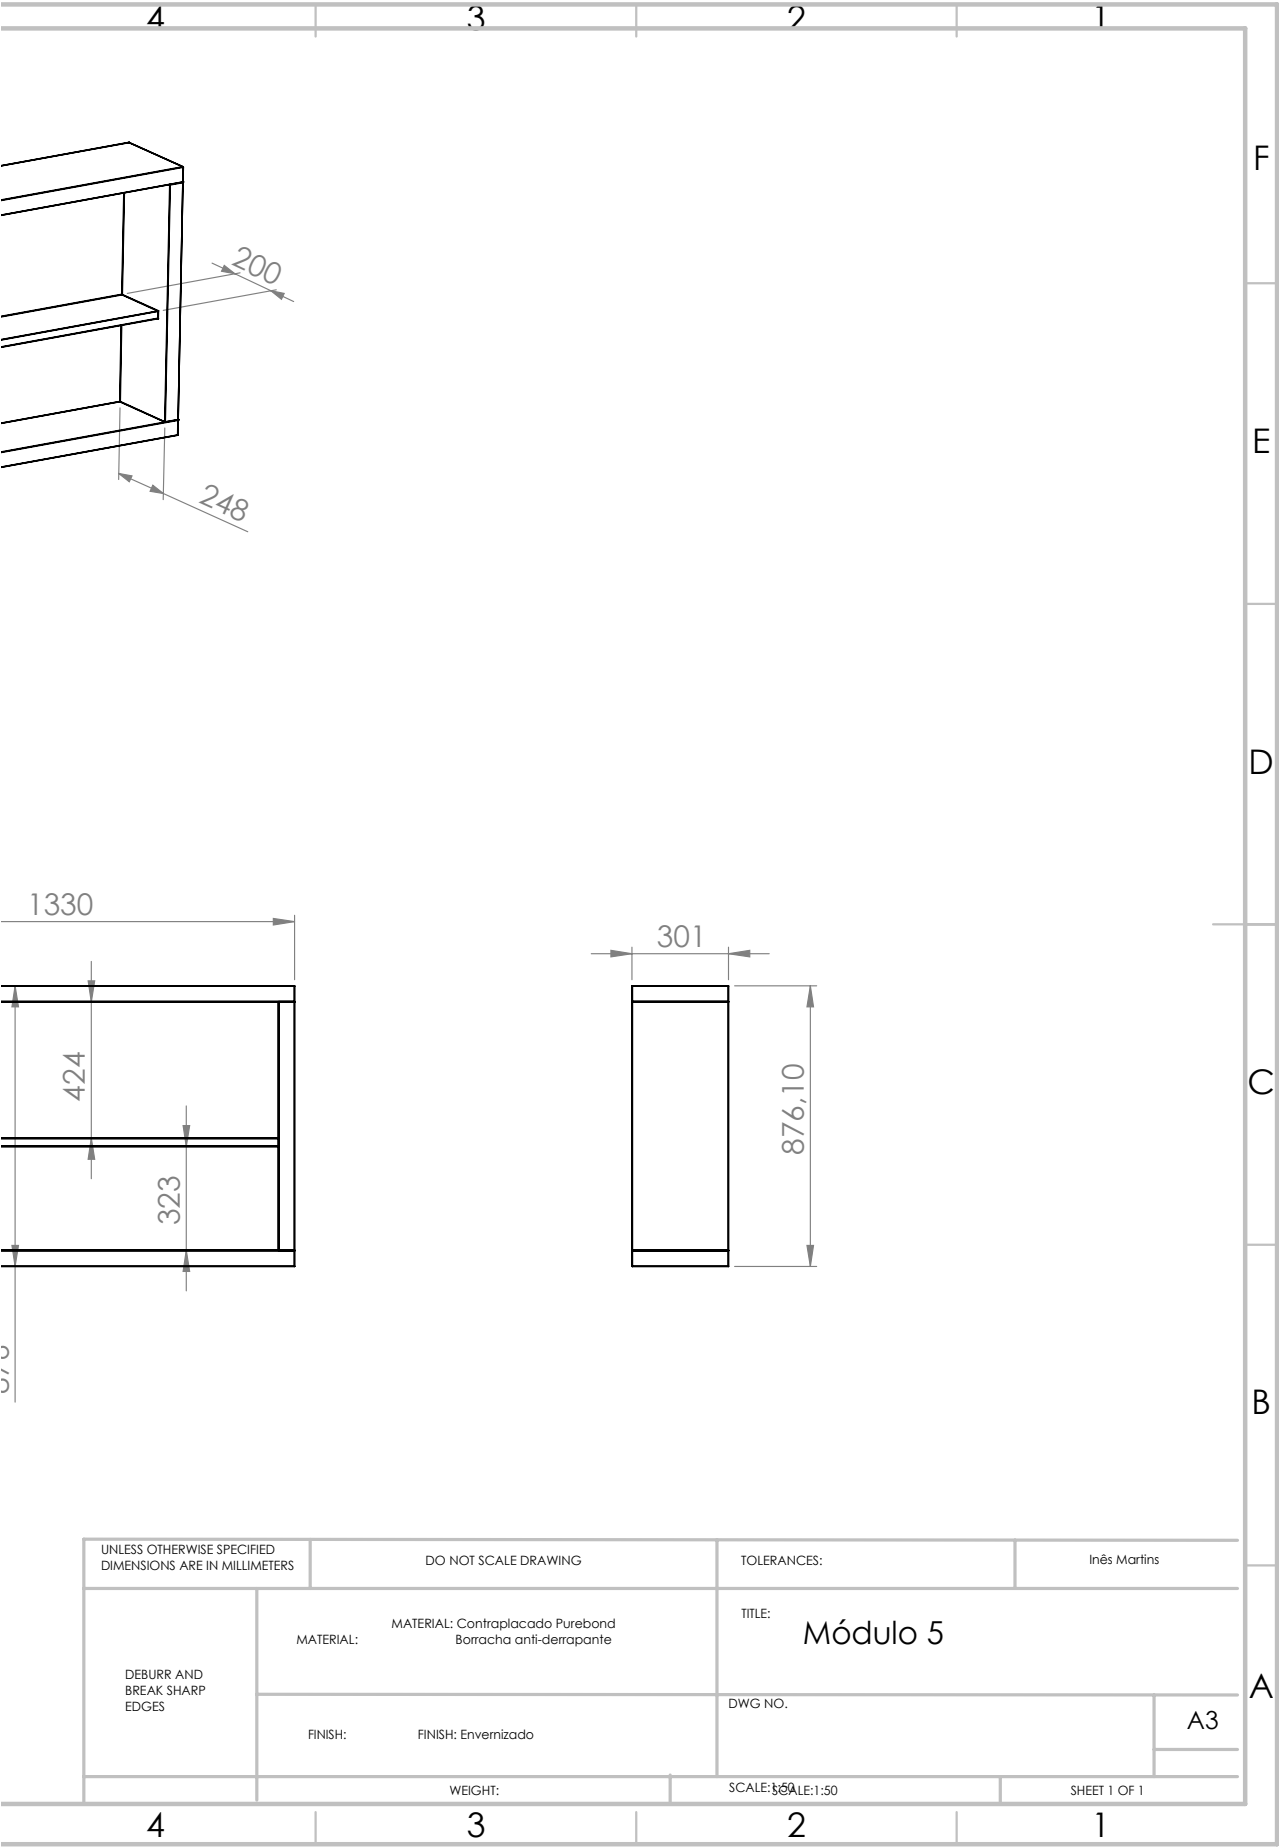 4 3 2 1
F
200
E
248
D
1330
301
424
876,10
C
323
B
UNLESS OTHERWISE SPECIFIED
DIMENSIONS ARE IN MILLIMETERS
DO NOT SCALE DRAWING
TOLERANCES:
Inês Martins
MATERIAL:
MATERIAL: Contraplacado Purebond
Borracha anti-derrapante
TITLE:
Módulo 5
DEBURR AND
BREAK SHARP
EDGES
A
DWG NO.
A3
FINISH:
FINISH: Envernizado
WEIGHT:
SCALE:1:50
SCALE:1:50
SHEET 1 OF 1
4 3 2 1